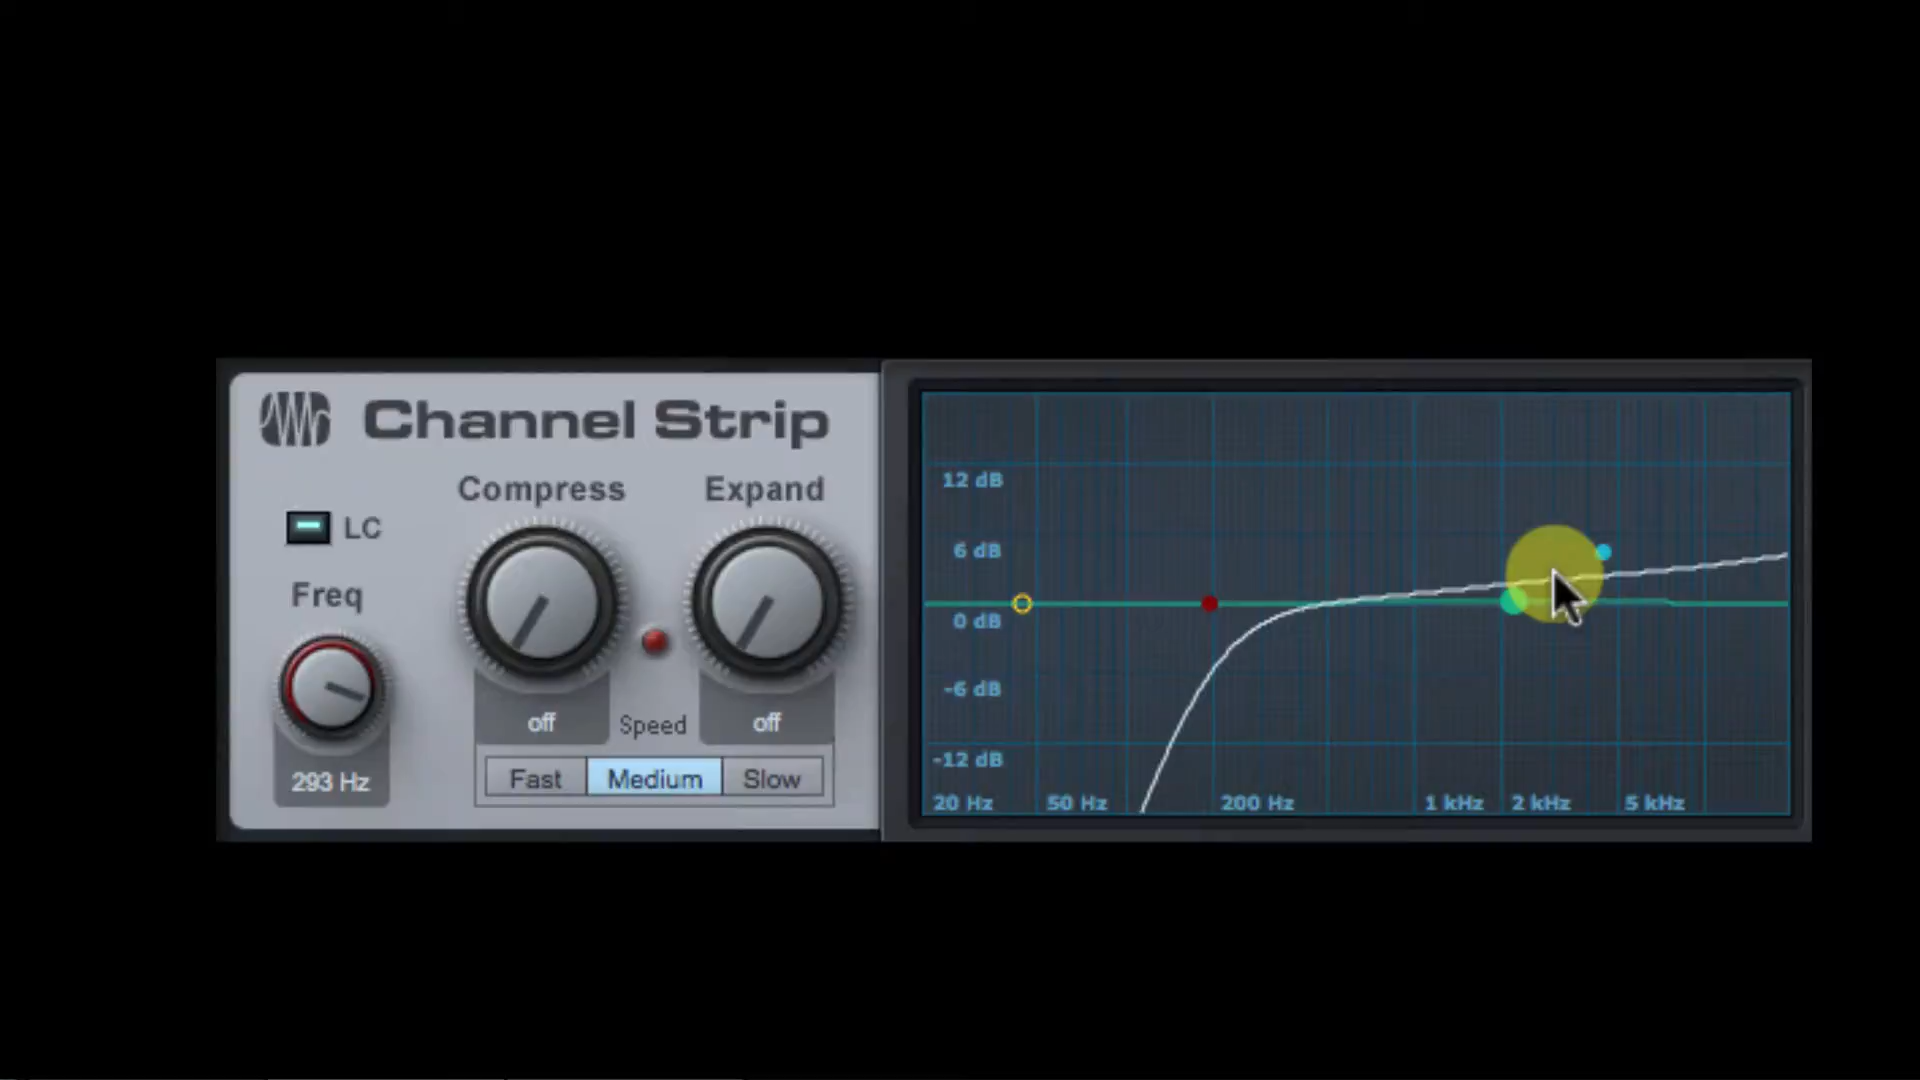 Channel Strip
Compress Expand
LC
Freq
off Speed off
293 Hz
Fast Medium Slow
12 dB
6 dB
0 dB
-6 dB
-12 dB
20 Hz 50 Hz 200 Hz 1 kHz 2 kHz 5 kHz